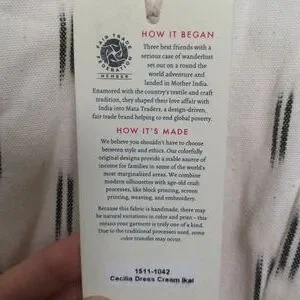 FAIR TRADE
FEDERATION
MEMBER
HOW IT BEGAN
Three best friends with a
serious case of wanderlust
set out on a round the
world adventure and
landed in Mother India.
Enamored with the country's textile and craft
tradition, they shaped their love affair with
India into Mata Traders, a design-driven,
fair trade brand helping to end global poverty.
HOW IT'S MADE
We believe you shouldn't have to choose
between style and ethics. Our colorfully
original designs provide a stable source of
income for families in some of the world's
most marginalized areas. We combine
modern silhouettes with age-old craft
processes, like block printing, screen
printing, weaving, and embroidery.
Because this fabric is handmade, there may
be natural variations in color and print – this
means your garment is truly one of a kind.
Due to the traditional processes used, some
color transfer may occur.
1511-1042
Cecilia Dress Cream Ikat